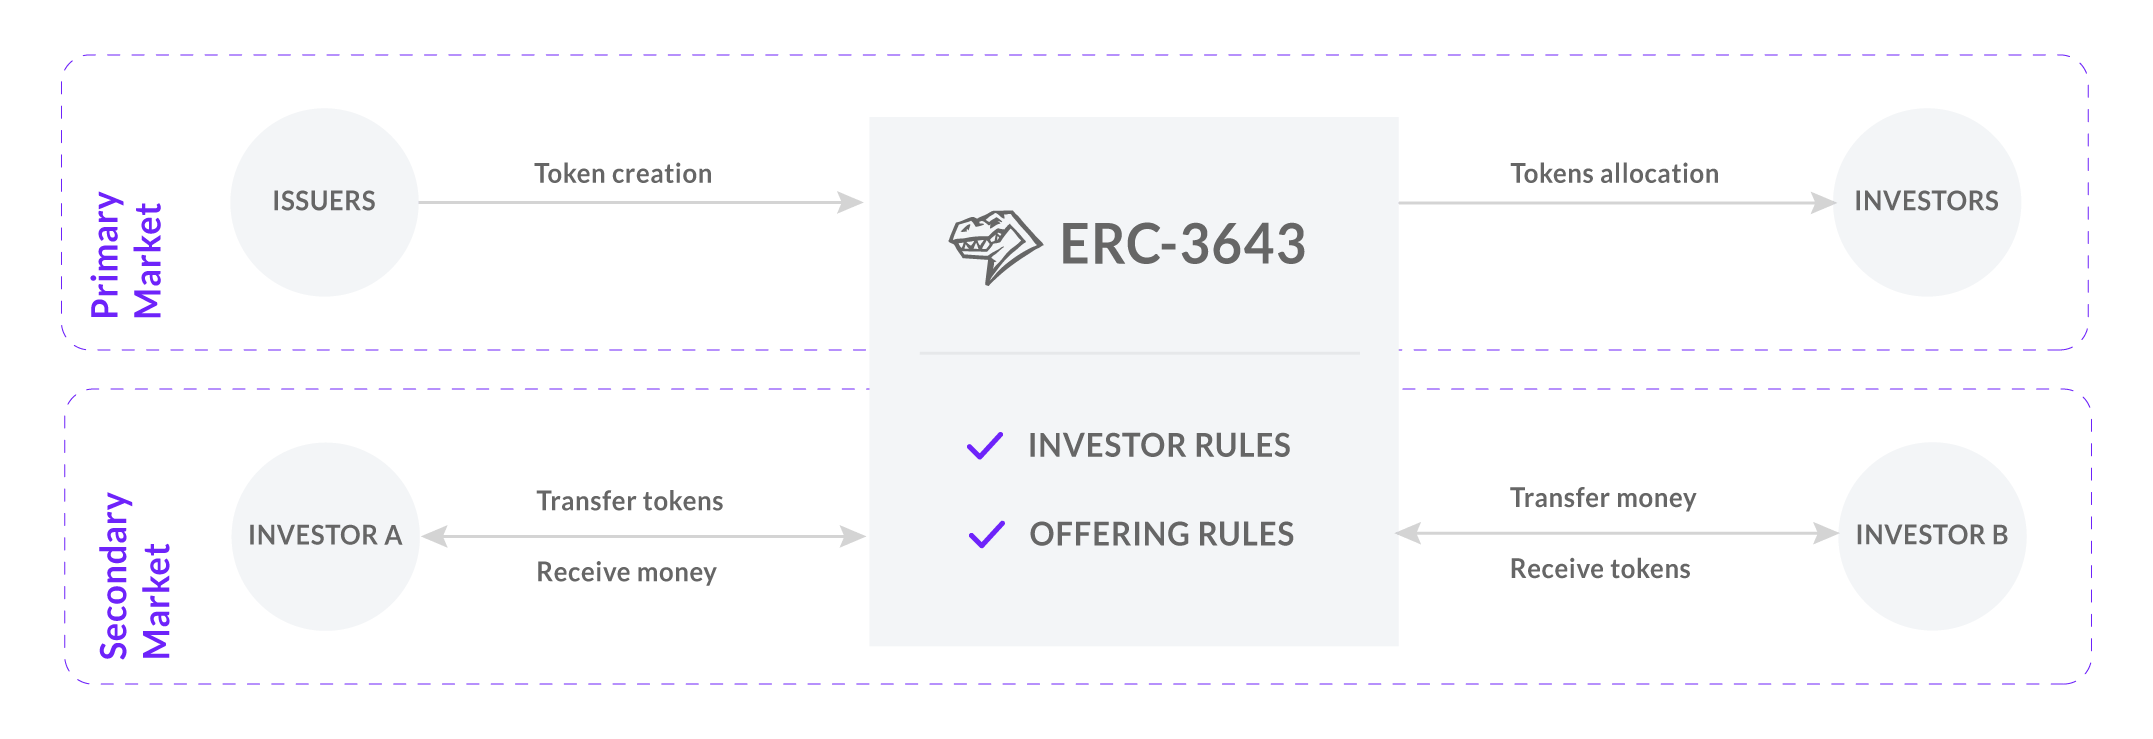 Primary
Market
ISSUERS
Token creation
ERC-3643
Tokens allocation
INVESTORS
INVESTOR RULES
OFFERING RULES
Secondary
Market
INVESTOR A
Transfer tokens
Receive money
Transfer money
Receive tokens
INVESTOR B